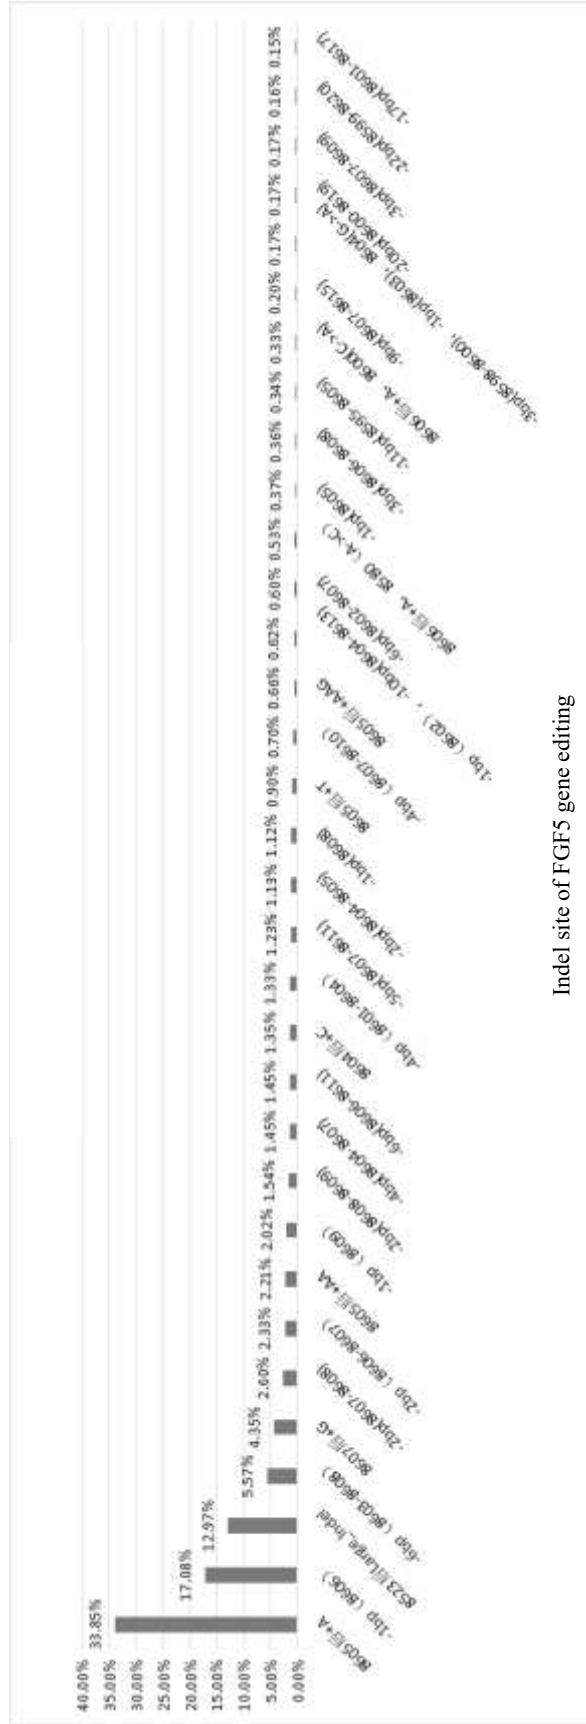 40.00%
35.00%
30.00%
25.00%
20.00%
15.00%
10.00%
5.00%
0.00%
33.85%
17.08%
12.97%
5.57%
4.35%
2.60%
2.33%
2.21%
2.02%
1.54%
1.45%
1.45%
1.35%
1.33%
1.23%
1.13%
1.12%
0.90%
0.70%
0.66%
0.62%
0.60%
0.53%
0.37%
0.36%
0.34%
0.33%
0.20%
0.17%
0.17%
0.17%
0.16%
0.15%
8605后+A
-1bp（8606）
8523后Large_Indel
-6bp（8603-8608）
8607后+G
-2bp(8607-8608)
-2bp（8606-8607）
8605后+AA
-1bp（8609）
-2bp(8608-8609)
-4bp(8604-8607)
-6bp(8606-8611)
8604后+C
-4bp（8601-8604）
-5bp(8607-8611)
-2bp(8604-8605)
-1bp(8608)
8605后+T
-4bp（8607-8610）
8605后+AAG
-1bp（8602），-10bp(8604-8613)
-6bp(8602-8607)
8606后+A、8580（A->C）
-1bp(8605)
-3bp(8606-8608)
-11bp(8595-8605)
8606后+A、8600(C->A)
-9bp(8607-8615)
-3bp(8598-8600)、-1bp(8603)、8604(G->A)
-20bp(8600-8619)
-3bp(8607-8609)
-22bp(8599-8620)
-17bp(8601-8617)
Indel site of FGF5 gene editing